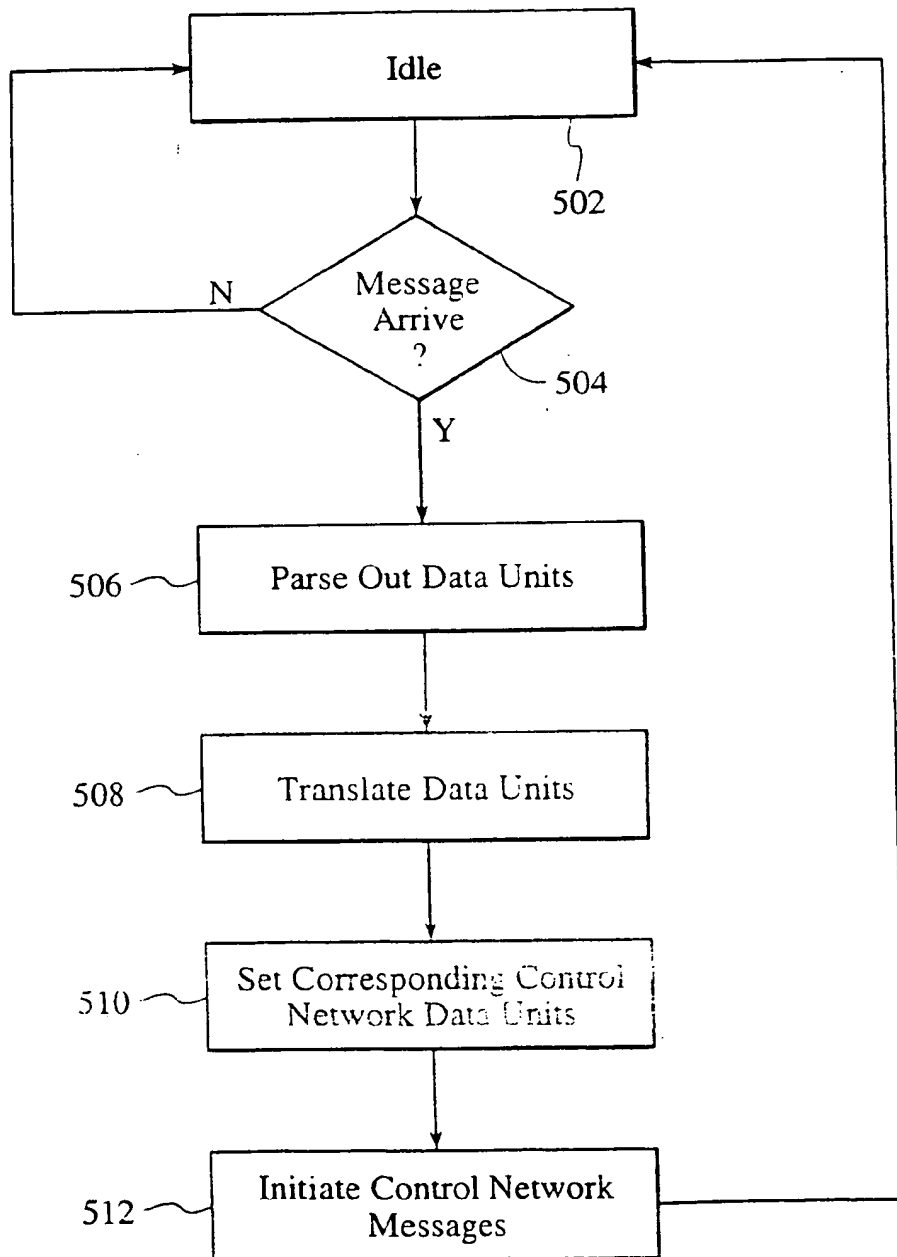 Idle
502
N
Message
Arrive
?
504
Y
506
Parse Out Data Units
508
Translate Data Units
510
Set Corresponding Control
Network Data Units
512
Initiate Control Network
Messages